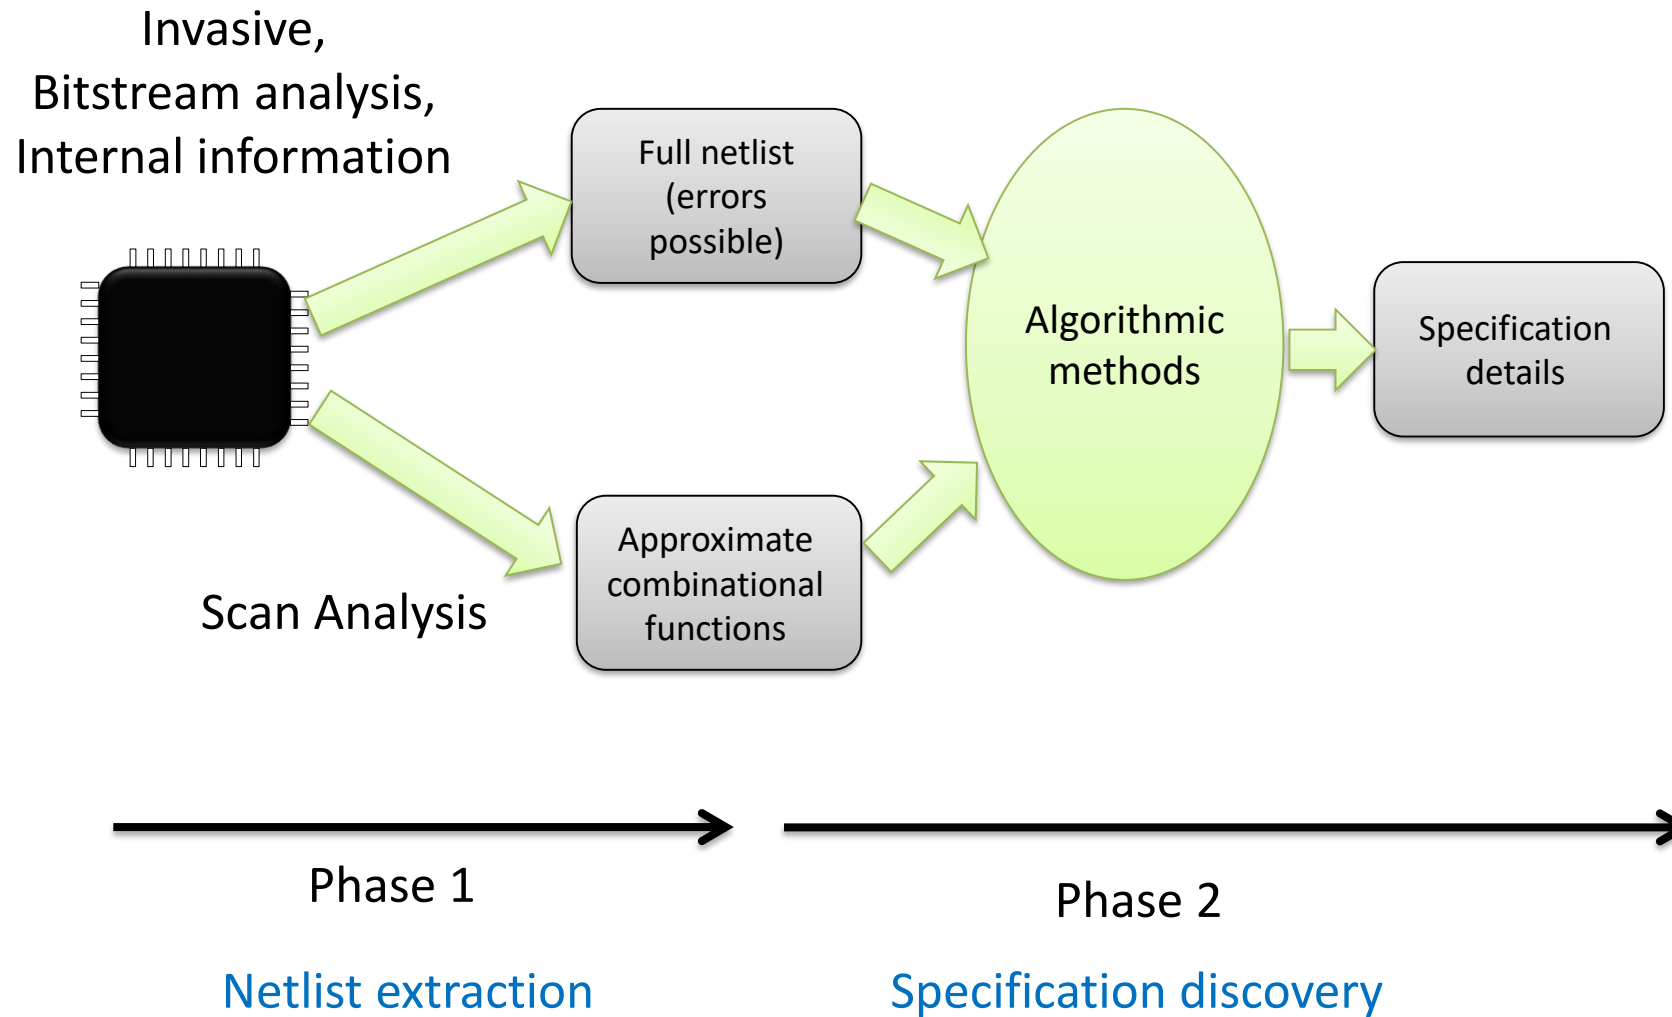 Invasive,
Bitstream analysis,
Internal information
Full netlist
(errors
possible)
Algorithmic
methods
Specification
details
Approximate
combinational
functions
Scan Analysis
Phase 1
Phase 2
Netlist extraction
Specification discovery